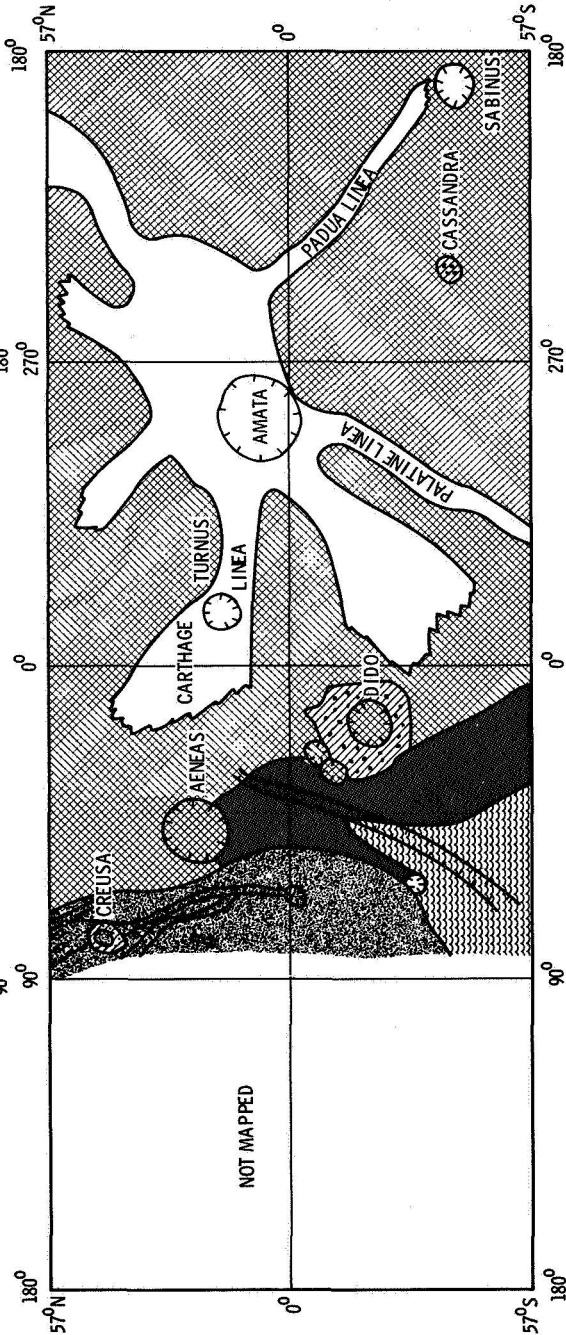 180°
90°
0°
270°
180
180°
57°N
57°N
CREUSA
AENEAS
CARTHAGE
TURNUS
LINEA
AMATA
NOT MAPPED
0°
0°
DIDO
PADUA LINEA
PALATINE LINEA
CASSANDRA
SABINUS
57°S
57°S
180°
90°
0°
270°
180°